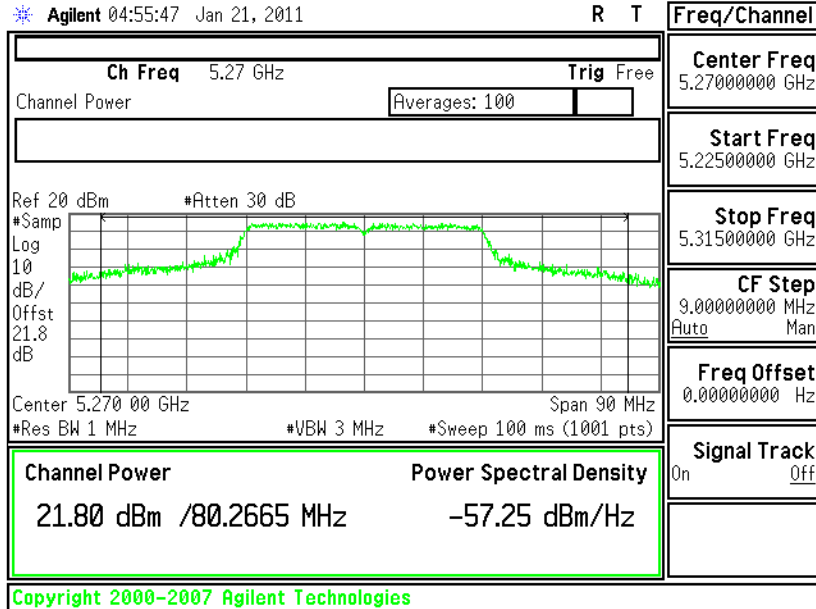 Agilent 04:55:47 Jan 21, 2011 R T Freq/Channel
Ch Freq 5.27 GHz Trig Free
Channel Power Averages: 100
Center Freq
5.27000000 GHz
Start Freq
5.22500000 GHz
Stop Freq
5.31500000 GHz
CF Step
9.00000000 MHz
Auto Man
Freq Offset
0.00000000 Hz
Signal Track
On Off
Ref 20 dBm #Atten 30 dB
#Samp
Log
10
dB/
Offst
21.8
dB
Center 5.270 00 GHz Span 90 MHz
#Res BW 1 MHz #VBW 3 MHz #Sweep 100 ms (1001 pts)
Channel Power Power Spectral Density
21.80 dBm /80.2665 MHz -57.25 dBm/Hz
Copyright 2000-2007 Agilent Technologies